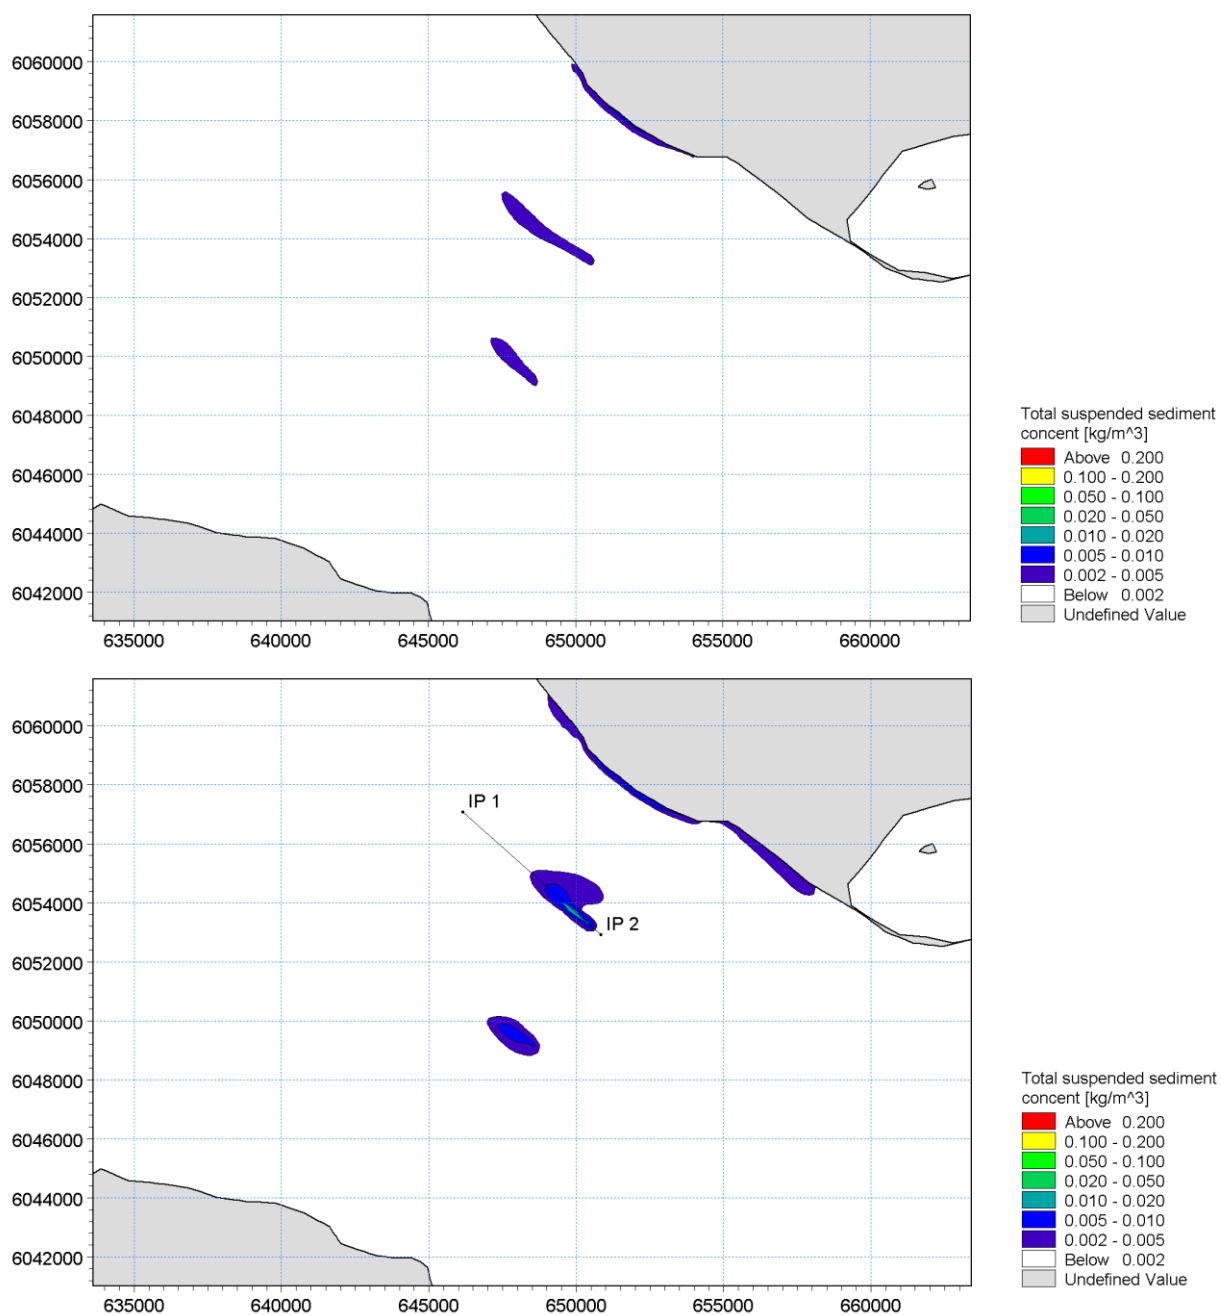 6060000
6058000
6056000
6054000
6052000
6050000
6048000
6046000
6044000
6042000
635000 640000 645000 650000 655000 660000
Total suspended sediment
concent [kg/m^3]
Above 0.200
0.100 - 0.200
0.050 - 0.100
0.020 - 0.050
0.010 - 0.020
0.005 - 0.010
0.002 - 0.005
Below 0.002
Undefined Value
6060000
6058000
6056000
6054000
6052000
6050000
6048000
6046000
6044000
6042000
635000 640000 645000 650000 655000 660000
IP 1
IP 2
Total suspended sediment
concent [kg/m^3]
Above 0.200
0.100 - 0.200
0.050 - 0.100
0.020 - 0.050
0.010 - 0.020
0.005 - 0.010
0.002 - 0.005
Below 0.002
Undefined Value